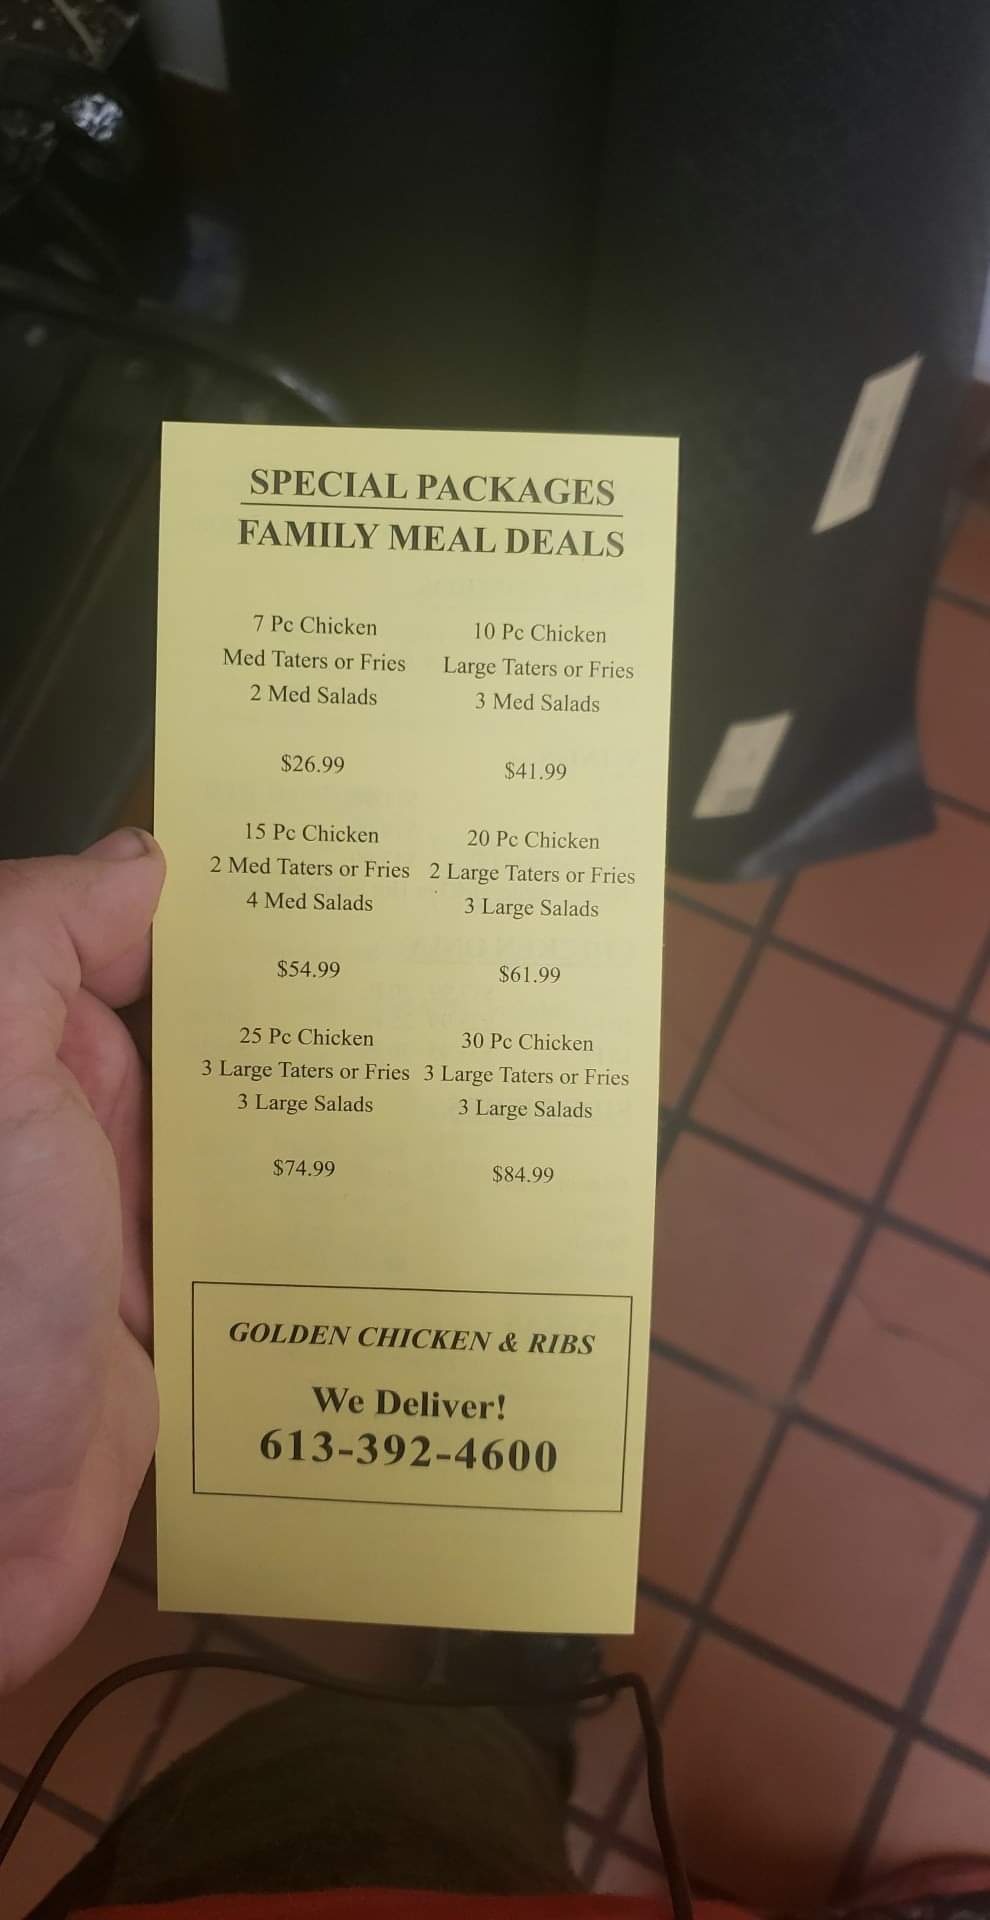 SPECIAL PACKAGES
FAMILY MEAL DEALS
7 Pc Chicken
Med Taters or Fries
2 Med Salads
$26.99
10 Pc Chicken
Large Taters or Fries
3 Med Salads
$41.99
15 Pc Chicken
2 Med Taters or Fries
4 Med Salads
$54.99
20 Pc Chicken
2 Large Taters or Fries
3 Large Salads
$61.99
25 Pc Chicken
3 Large Taters or Fries
3 Large Salads
$74.99
30 Pc Chicken
3 Large Taters or Fries
3 Large Salads
$84.99
GOLDEN CHICKEN & RIBS
We Deliver!
613-392-4600